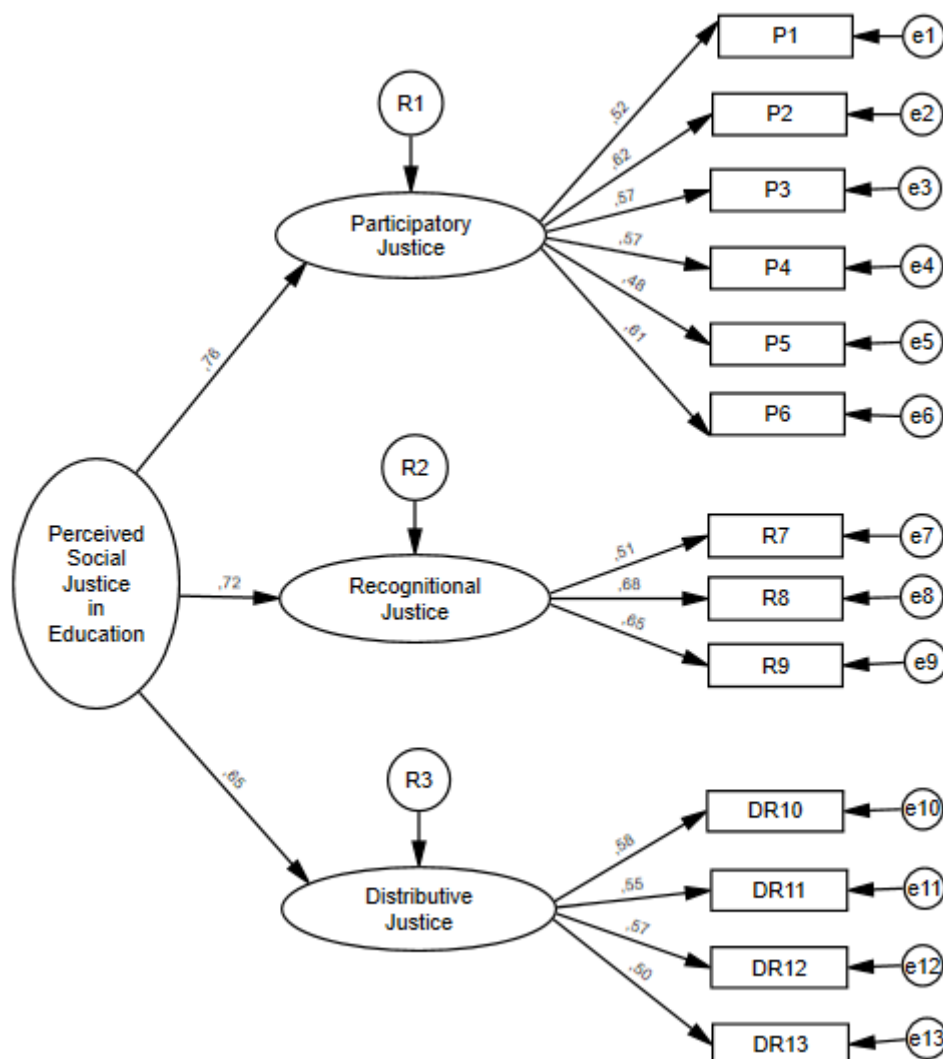 P1
e1
R1
,52
P2
e2
,62
P3
e3
,57
Participatory
Justice
,57
P4
e4
,48
P5
e5
,76
,61
P6
e6
R2
Perceived
Social
Justice
in
Education
,72
Recognitional
Justice
,51
R7
e7
,68
R8
e8
,65
R9
e9
,65
R3
DR10
e10
,58
Distributive
Justice
,55
DR11
e11
,57
DR12
e12
,50
DR13
e13